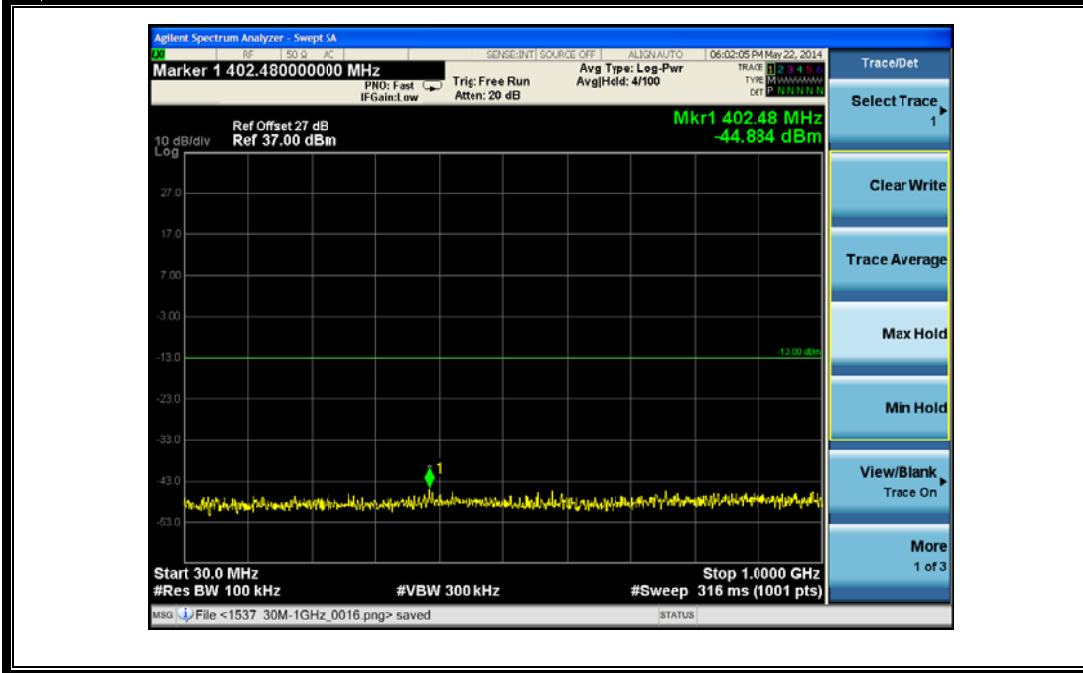 Agilent Spectrum Analyzer - Swept SA
RF 50 Ω AC SENSE:INT SOURCE OFF ALIGN AUTO 06:02:05 PM May 22, 2014
Marker 1 402.480000000 MHz
PNO: Fast
IFGain:Low
Trig: Free Run
Atten: 20 dB
Avg Type: Log-Pwr
Avg|Hold: 4/100
TRACE 1 2 3 4 5 6
TYPE MWWWWW
DET P N N N N N
Mkr1 402.48 MHz
-44.884 dBm
Ref Offset 27 dB
10 dB/div Ref 37.00 dBm
Log
27.0
17.0
7.00
-3.00
-13.0
-13.00 dBm
-23.0
-33.0
-43.0
1
-53.0
Start 30.0 MHz Stop 1.0000 GHz
#Res BW 100 kHz #VBW 300 kHz #Sweep 316 ms (1001 pts)
MSG File <1537 30M-1GHz_0016.png> saved STATUS
Trace/Det
Select Trace
1
Clear Write
Trace Average
Max Hold
Min Hold
View/Blank
Trace On
More
1 of 3